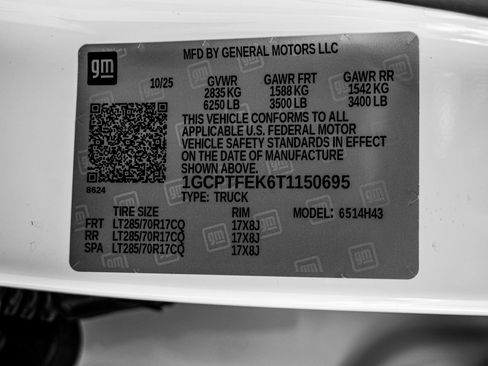 gm
MFD BY GENERAL MOTORS LLC
10/25 GVWR GAWR FRT GAWR RR
2835 KG 1588 KG 1542 KG
6250 LB 3500 LB 3400 LB
THIS VEHICLE CONFORMS TO ALL
APPLICABLE U.S. FEDERAL MOTOR
VEHICLE SAFETY STANDARDS IN EFFECT
ON THE DATE OF MANUFACTURE
SHOWN ABOVE.
8624
1GCPTFEK6T1150695
TYPE: TRUCK
TIRE SIZE RIM MODEL: 6514H43
FRT LT285/70R17CQ 17X8J
RR LT285/70R17CQ 17X8J
SPA LT285/70R17CQ 17X8J